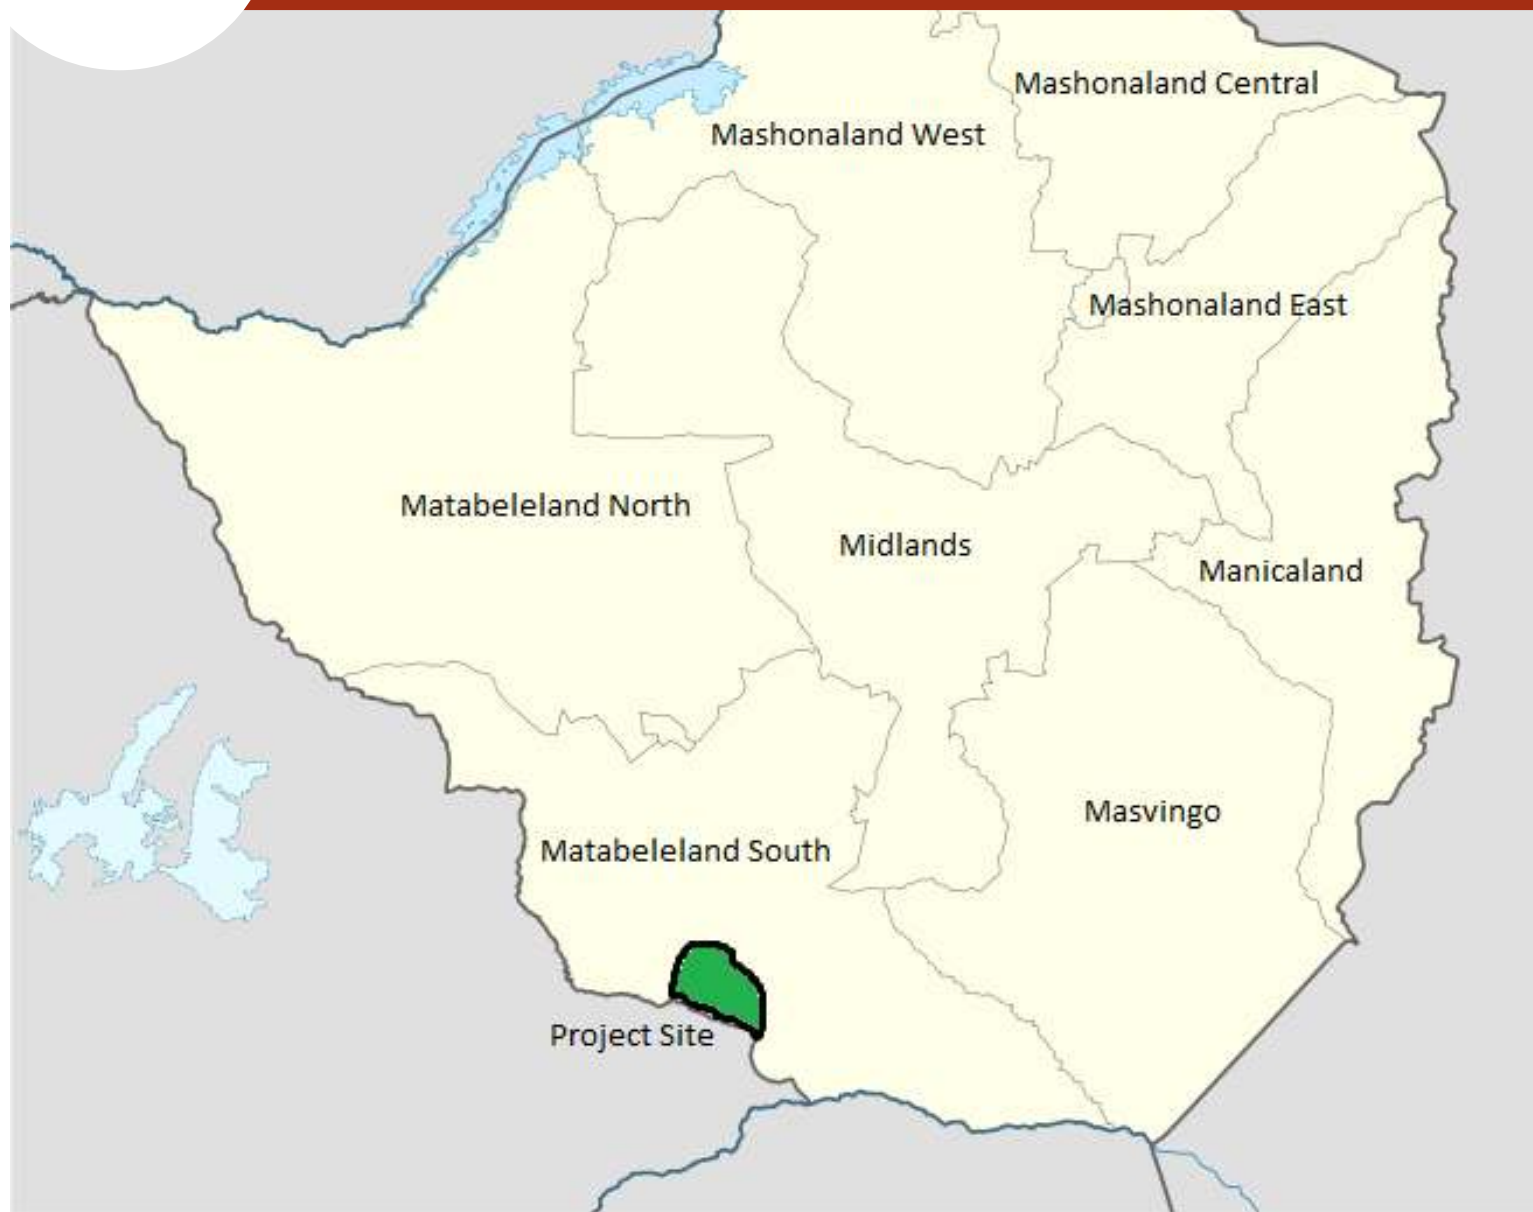 Mashonaland Central
Mashonaland West
Mashonaland East
Matabeleland North
Midlands
Manicaland
Masvingo
Matabeleland South
Project Site